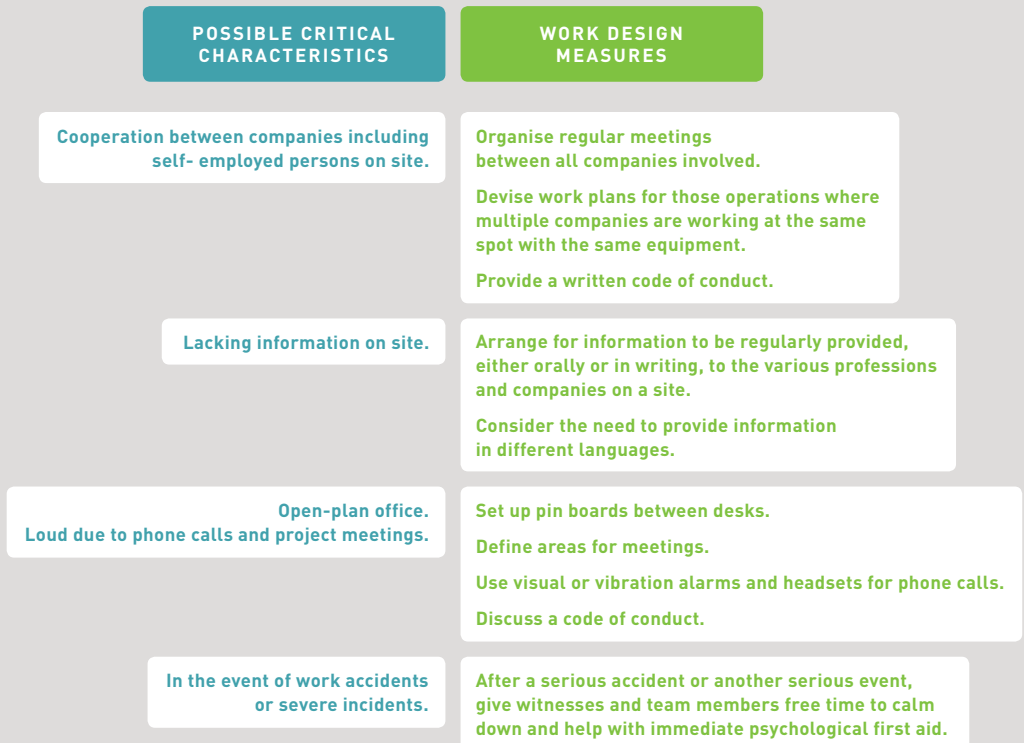 POSSIBLE CRITICAL
CHARACTERISTICS
WORK DESIGN
MEASURES
Cooperation between companies including
self- employed persons on site.
Organise regular meetings
between all companies involved.
Devise work plans for those operations where
multiple companies are working at the same
spot with the same equipment.
Provide a written code of conduct.
Lacking information on site.
Arrange for information to be regularly provided,
either orally or in writing, to the various professions
and companies on a site.
Consider the need to provide information
in different languages.
Open-plan office.
Loud due to phone calls and project meetings.
Set up pin boards between desks.
Define areas for meetings.
Use visual or vibration alarms and headsets for phone calls.
Discuss a code of conduct.
In the event of work accidents
or severe incidents.
After a serious accident or another serious event,
give witnesses and team members free time to calm
down and help with immediate psychological first aid.